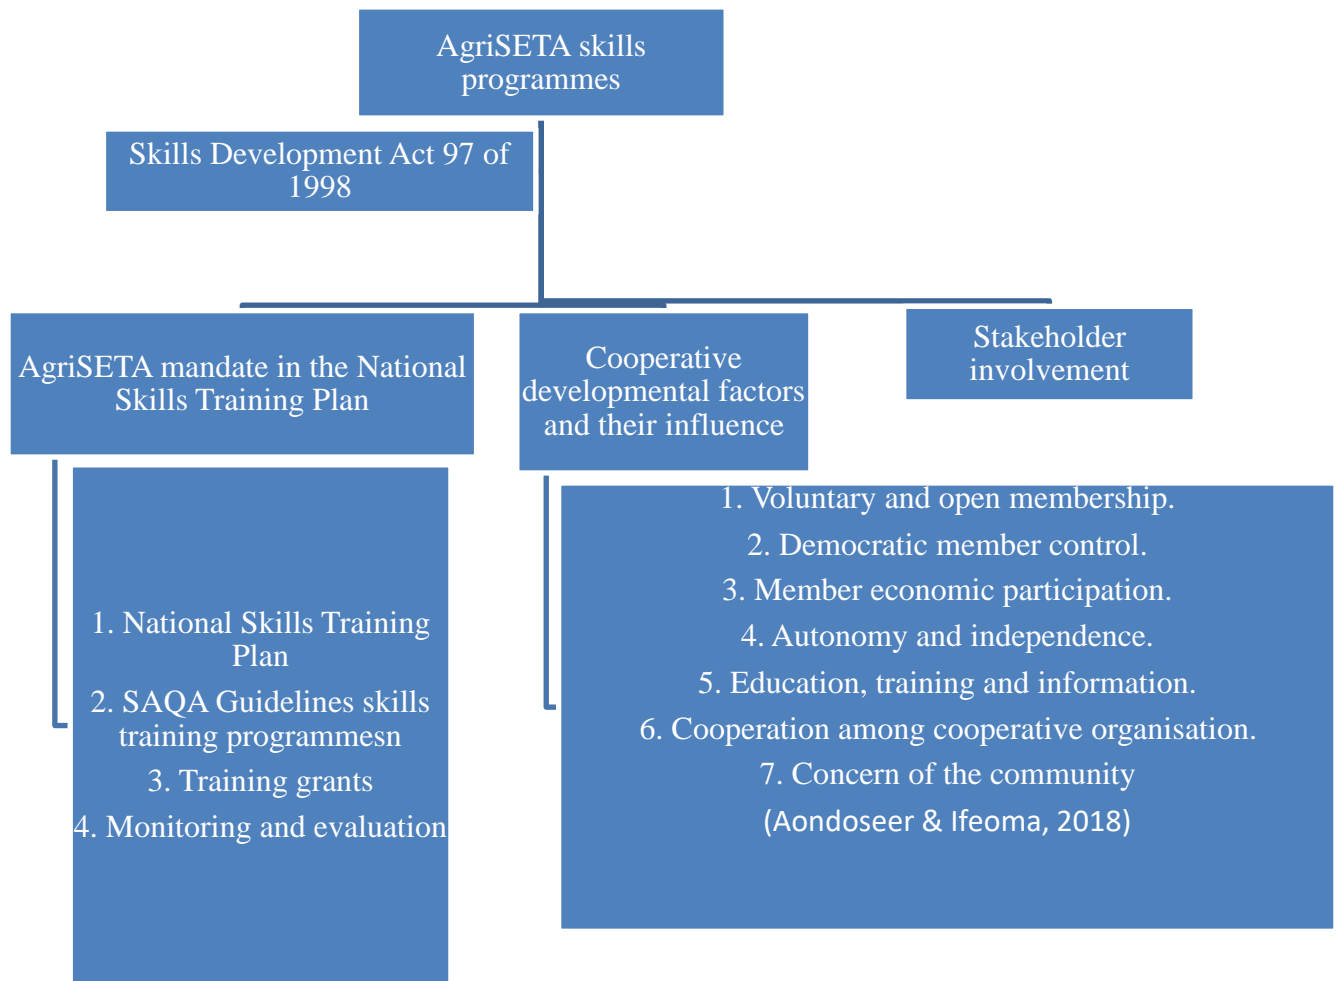 AgriSETA skills
programmes
Skills Development Act 97 of
1998
AgriSETA mandate in the National
Skills Training Plan
Cooperative
developmental factors
and their influence
Stakeholder
involvement
1. National Skills Training
Plan
2. SAQA Guidelines skills
training programmesn
3. Training grants
4. Monitoring and evaluation
1. Voluntary and open membership.
2. Democratic member control.
3. Member economic participation.
4. Autonomy and independence.
5. Education, training and information.
6. Cooperation among cooperative organisation.
7. Concern of the community
(Aondoseer & Ifeoma, 2018)